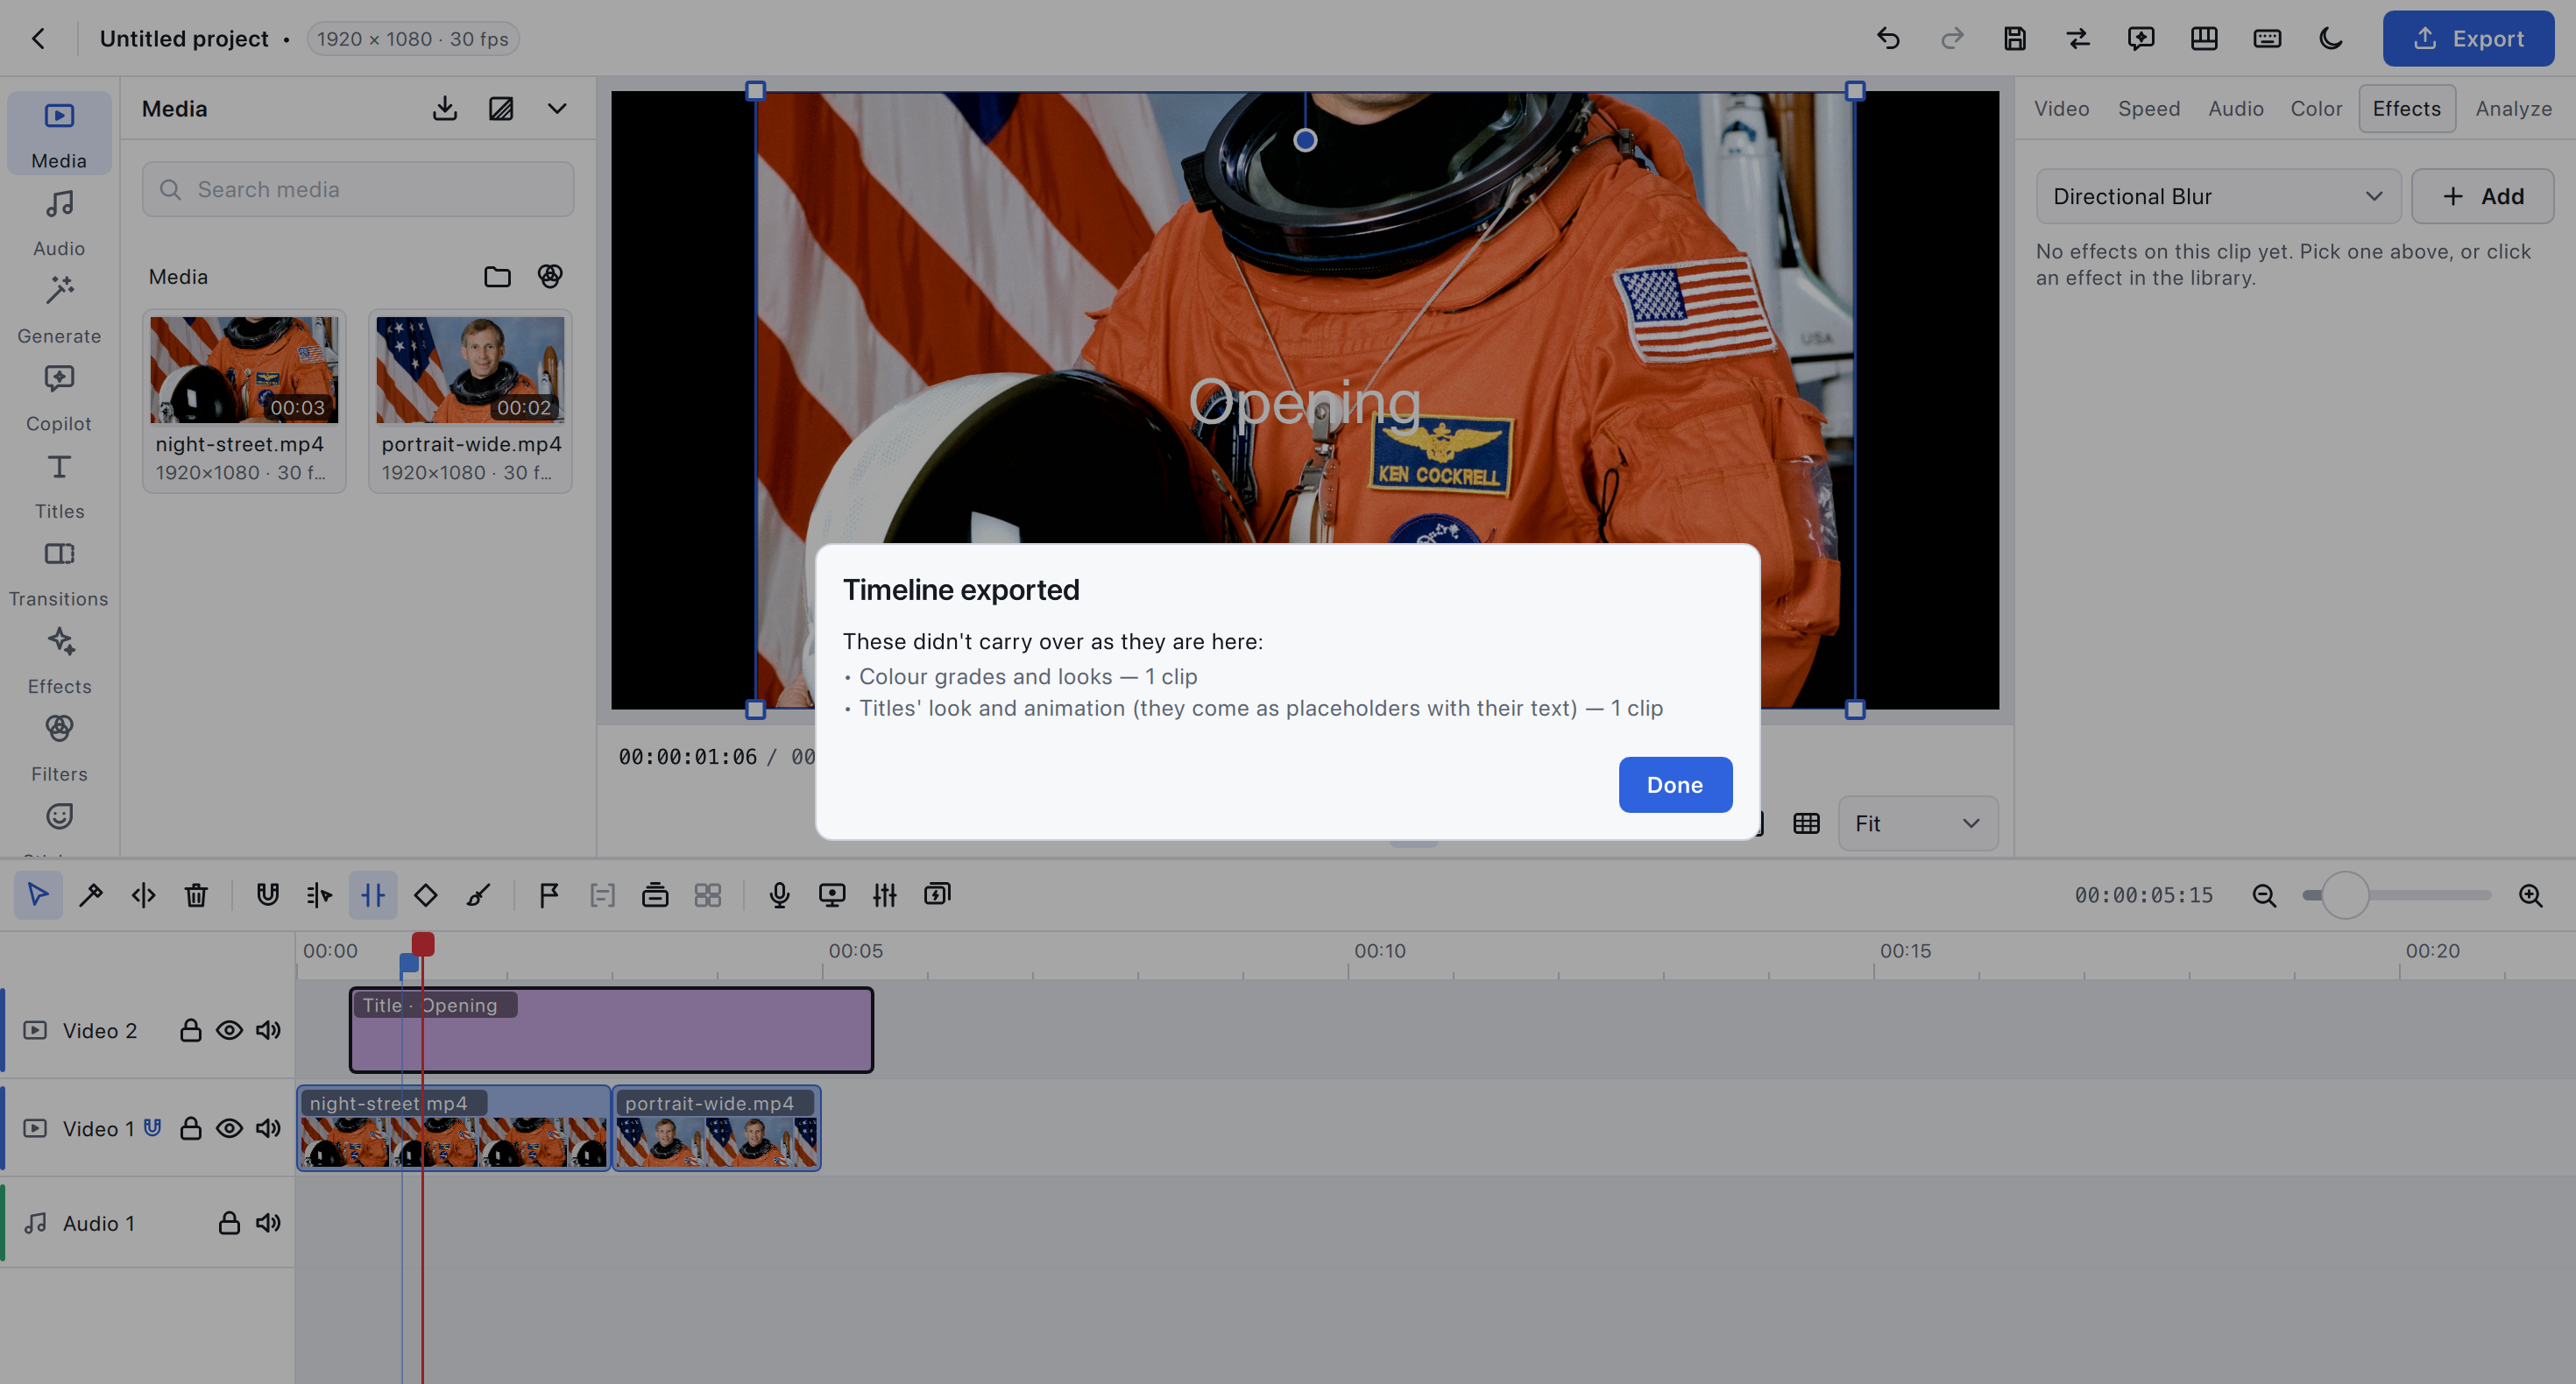 Untitled project •
1920 × 1080 · 30 fps
Export
Media
Audio
Generate
Copilot
Titles
Transitions
Effects
Filters
Media
Search media
Media
00:03
night-street.mp4
1920×1080 · 30 f…
00:02
portrait-wide.mp4
1920×1080 · 30 f…
USA
Opening
KEN COCKRELL
Video
Speed
Audio
Color
Effects
Analyze
Directional Blur
Add
No effects on this clip yet. Pick one above, or click
an effect in the library.
Timeline exported
These didn't carry over as they are here:
• Colour grades and looks — 1 clip
• Titles' look and animation (they come as placeholders with their text) — 1 clip
Done
00:00:01:06 / 00
Fit
00:00:05:15
00:00
00:05
00:10
00:15
00:20
Video 2
Title · Opening
Video 1
night-street.mp4
portrait-wide.mp4
Audio 1